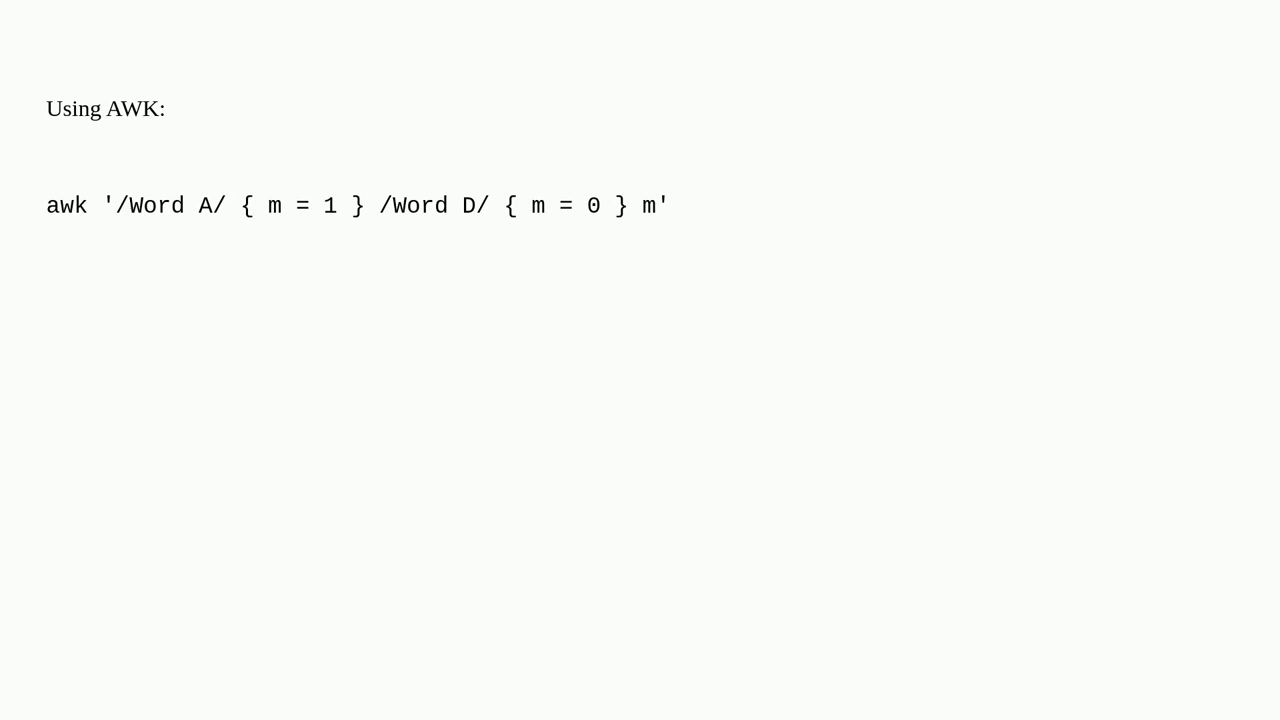 Using AWK:
awk '/Word A/ { m = 1 } /Word D/ { m = 0 } m'